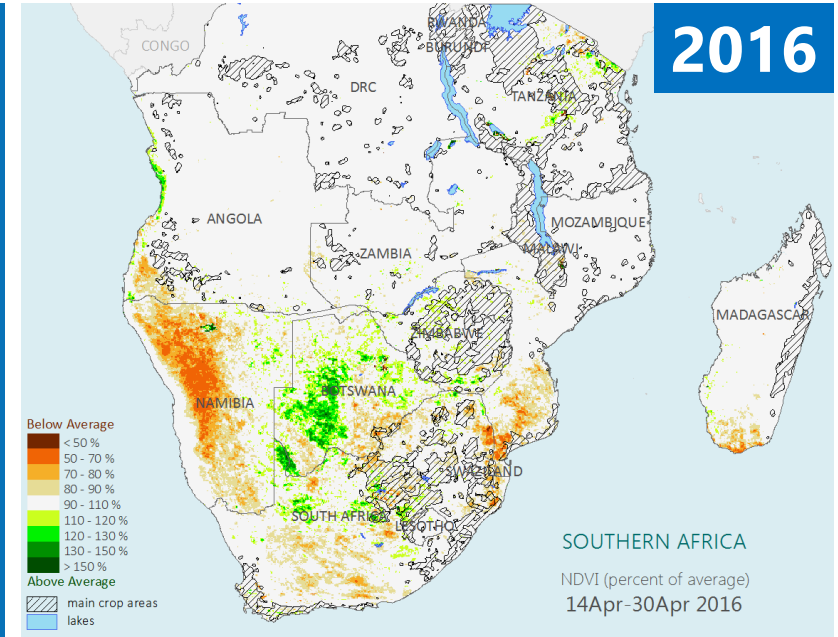 2016
RWANDA
CONGO
BURUNDI
DRC
TANZANIA
ANGOLA
MOZAMBIQUE
MALAWI
ZAMBIA
MADAGASCAR
ZIMBABWE
BOTSWANA
NAMIBIA
SWAZILAND
SOUTH AFRICA
LESOTHO
Below Average
< 50 %
50 - 70 %
70 - 80 %
80 - 90 %
90 - 110 %
110 - 120 %
120 - 130 %
130 - 150 %
> 150 %
Above Average
main crop areas
lakes
SOUTHERN AFRICA
NDVI (percent of average)
14Apr-30Apr 2016